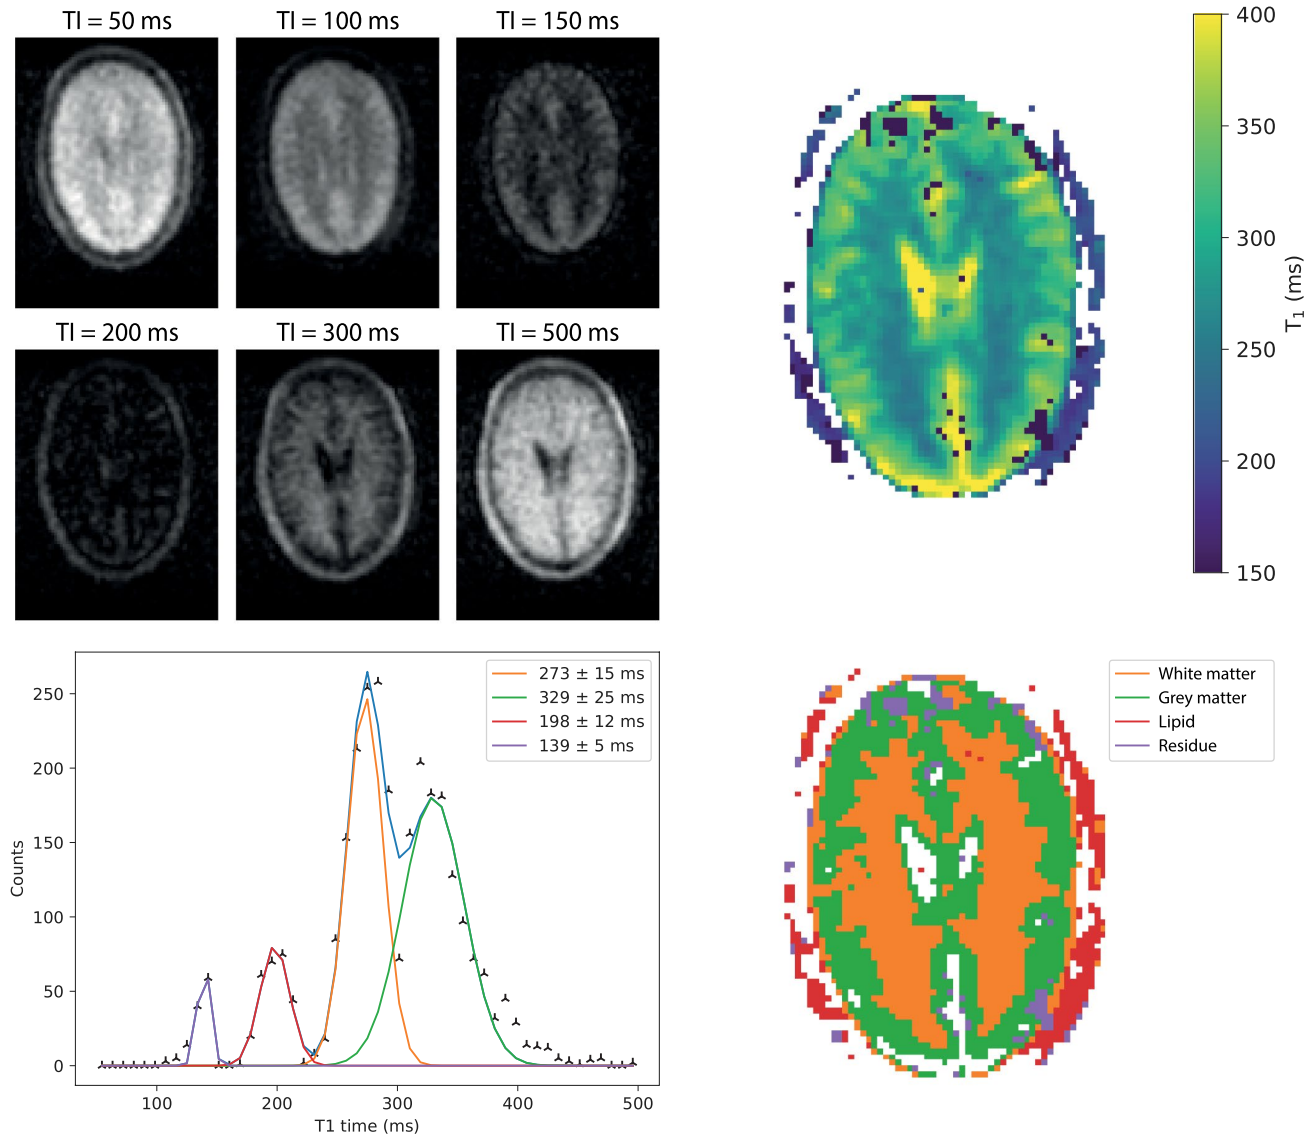 TI = 50 ms
TI = 100 ms
TI = 150 ms
TI = 200 ms
TI = 300 ms
TI = 500 ms
400
350
300
250
200
150
T1 (ms)
273 ± 15 ms
329 ± 25 ms
198 ± 12 ms
139 ± 5 ms
250
200
150
100
50
0
Counts
100
200
300
400
500
T1 time (ms)
White matter
Grey matter
Lipid
Residue